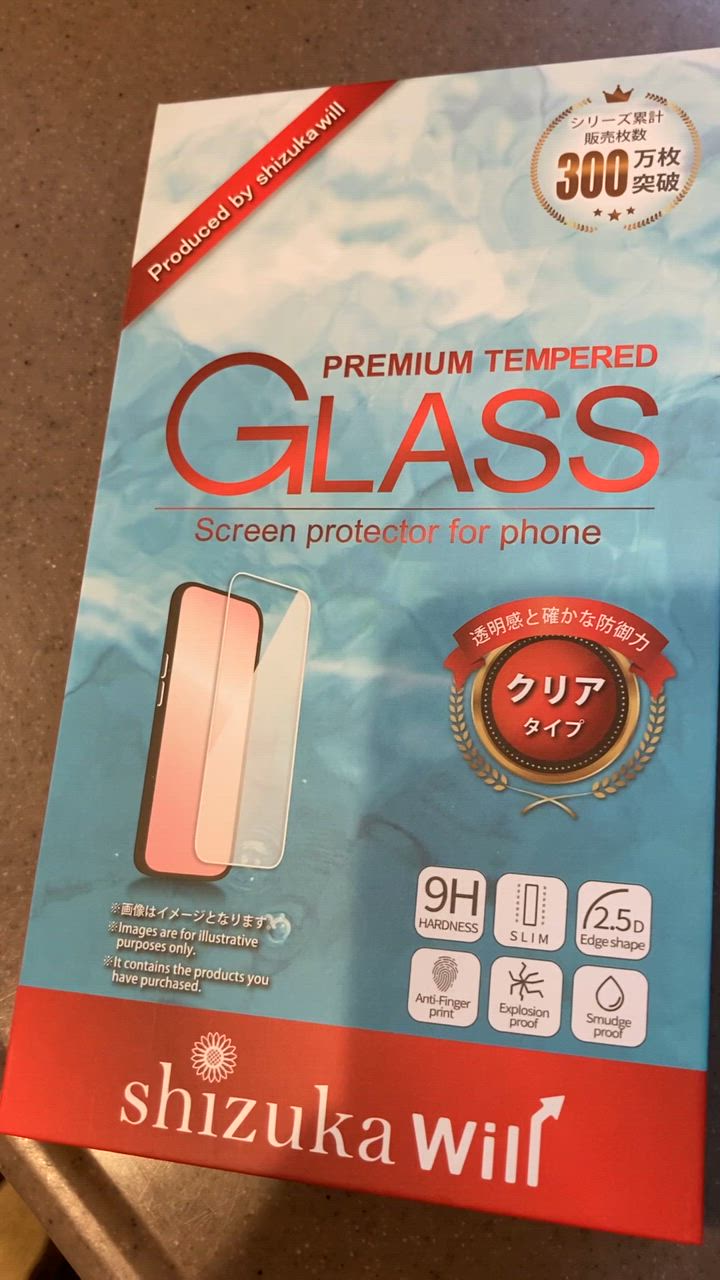 Produced by shizukawill
シリーズ累計
販売枚数
300万枚
突破
PREMIUM TEMPERED
GLASS
Screen protector for phone
透明感と確かな防御力
クリア
タイプ
※画像はイメージとなります。
※Images are for illustrative
purposes only.
※It contains the products you
have purchased.
9H
HARDNESS
SLIM
2.5D
Edge shape
Anti-Finger
print
Explosion
proof
Smudge
proof
shizuka Will